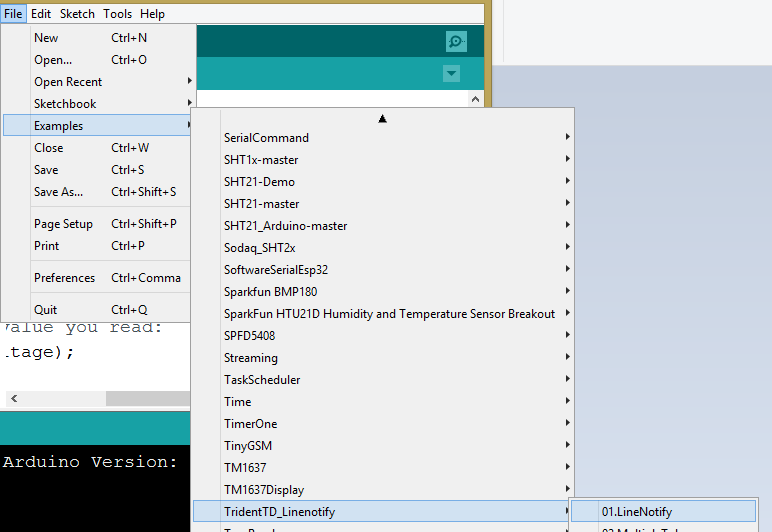 File Edit Sketch Tools Help
New Ctrl+N
Open... Ctrl+O
Open Recent
Sketchbook
Examples
Close Ctrl+W
Save Ctrl+S
Save As... Ctrl+Shift+S
Page Setup Ctrl+Shift+P
Print Ctrl+P
Preferences Ctrl+Comma
Quit Ctrl+Q
value you read:
tage);
Arduino Version:
SerialCommand
SHT1x-master
SHT21-Demo
SHT21-master
SHT21_Arduino-master
Sodaq_SHT2x
SoftwareSerialEsp32
Sparkfun BMP180
SparkFun HTU21D Humidity and Temperature Sensor Breakout
SPFD5408
Streaming
TaskScheduler
Time
TimerOne
TinyGSM
TM1637
TM1637Display
TridentTD_Linenotify
01.LineNotify